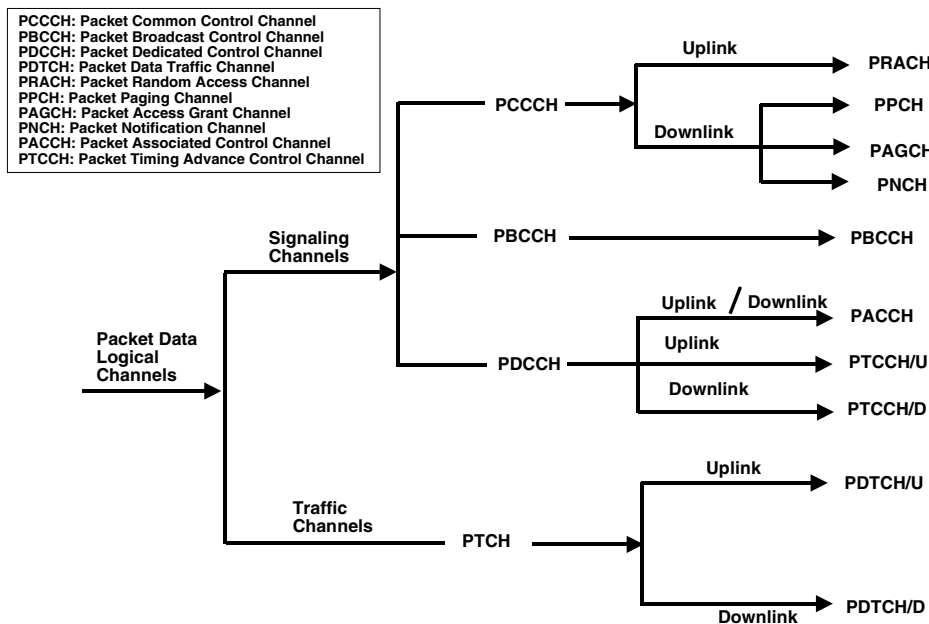 PCCCH: Packet Common Control Channel
PBCCH: Packet Broadcast Control Channel
PDCCH: Packet Dedicated Control Channel
PDTCH: Packet Data Traffic Channel
PRACH: Packet Random Access Channel
PPCH: Packet Paging Channel
PAGCH: Packet Access Grant Channel
PNCH: Packet Notification Channel
PACCH: Packet Associated Control Channel
PTCCH: Packet Timing Advance Control Channel
Uplink
PRACH
PCCCH
PPCH
Downlink
PAGCH
PNCH
Signaling
Channels
PBCCH
PBCCH
Uplink / Downlink
PACCH
Packet Data
Logical
Channels
PDCCH
Uplink
PTCCH/U
Downlink
PTCCH/D
Uplink
PDTCH/U
Traffic
Channels
PTCH
PDTCH/D
Downlink